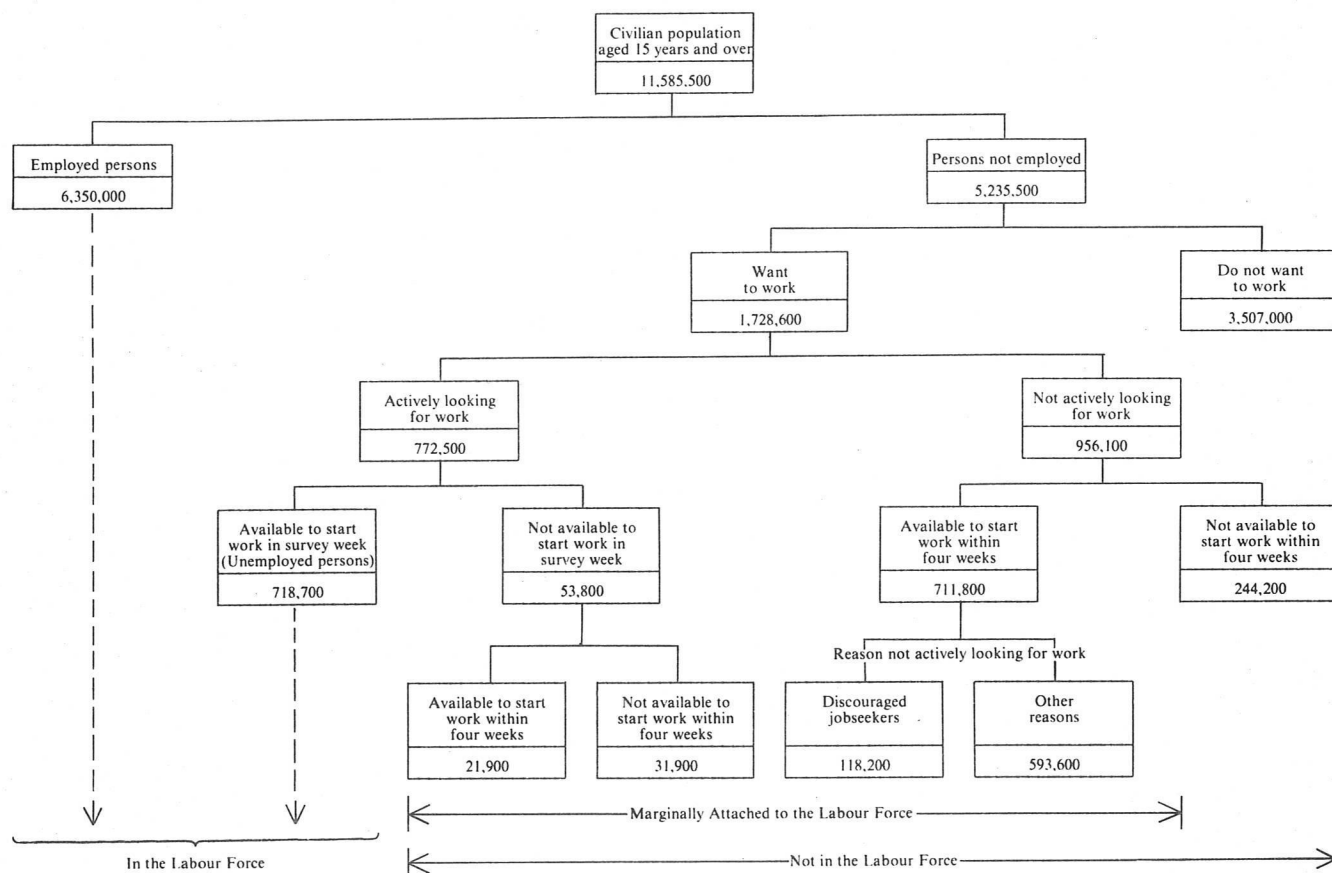 Civilian population
aged 15 years and over
11,585,500
Employed persons
6,350,000
Persons not employed
5,235,500
Want
to work
1,728,600
Do not want
to work
3,507,000
Actively looking
for work
772,500
Not actively looking
for work
956,100
Available to start
work in survey week
(Unemployed persons)
718,700
Not available to
start work in
survey week
53,800
Available to start
work within
four weeks
711,800
Not available to
start work within
four weeks
244,200
Reason not actively looking for work
Available to start
work within
four weeks
21,900
Not available to
start work within
four weeks
31,900
Discouraged
jobseekers
118,200
Other
reasons
593,600
Marginally Attached to the Labour Force
In the Labour Force
Not in the Labour Force